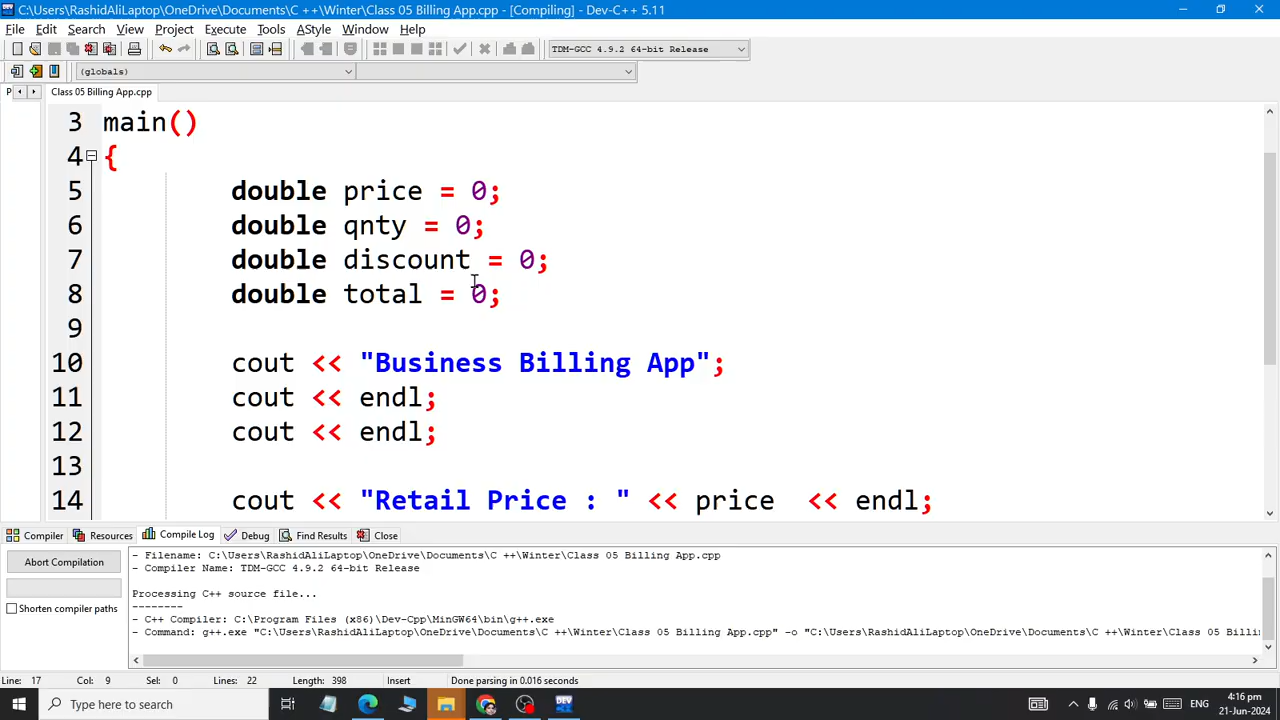 C:\Users\RashidAliLaptop\OneDrive\Documents\C ++\Winter\Class 05 Billing App.cpp - [Compiling] - Dev-C++ 5.11
File Edit Search View Project Execute Tools AStyle Window Help
TDM-GCC 4.9.2 64-bit Release
(globals)
P Class 05 Billing App.cpp
3 main()
4 {
5 double price = 0;
6 double qnty = 0;
7 double discount = 0;
8 double total = 0;
9
10 cout << "Business Billing App";
11 cout << endl;
12 cout << endl;
13
14 cout << "Retail Price : " << price << endl;
Compiler Resources Compile Log Debug Find Results Close
Abort Compilation
Shorten compiler paths
- Filename: C:\Users\RashidAliLaptop\OneDrive\Documents\C ++\Winter\Class 05 Billing App.cpp
- Compiler Name: TDM-GCC 4.9.2 64-bit Release
Processing C++ source file...
--------
- C++ Compiler: C:\Program Files (x86)\Dev-Cpp\MinGW64\bin\g++.exe
- Command: g++.exe "C:\Users\RashidAliLaptop\OneDrive\Documents\C ++\Winter\Class 05 Billing App.cpp" -o "C:\Users\RashidAliLaptop\OneDrive\Documents\C ++\Winter\Class 05 Billi
Line: 17 Col: 9 Sel: 0 Lines: 22 Length: 398 Insert Done parsing in 0.016 seconds
Type here to search
DEV
ENG
4:16 pm
21-Jun-2024